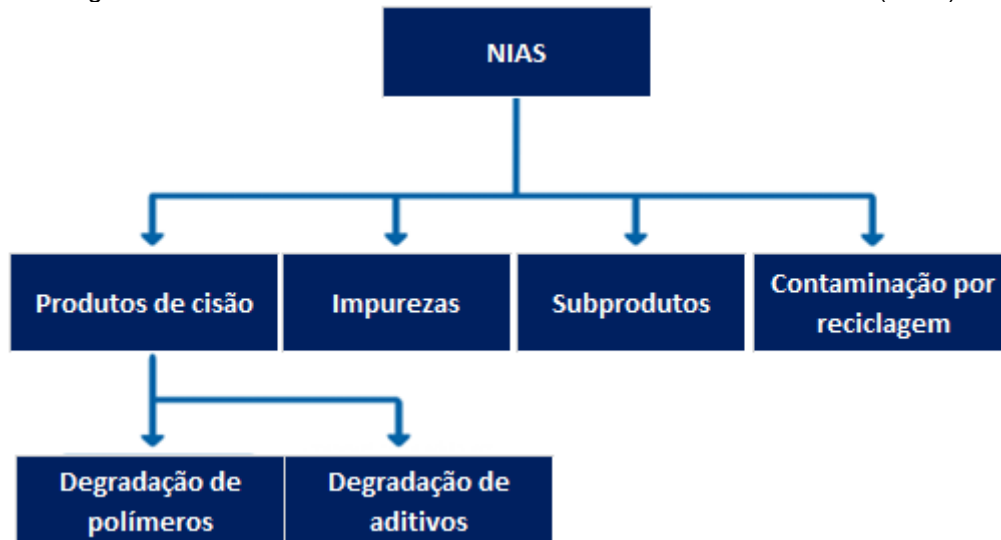 NIAS
Produtos de cisão
Impurezas
Subprodutos
Contaminação por
reciclagem
Degradação de
polímeros
Degradação de
aditivos